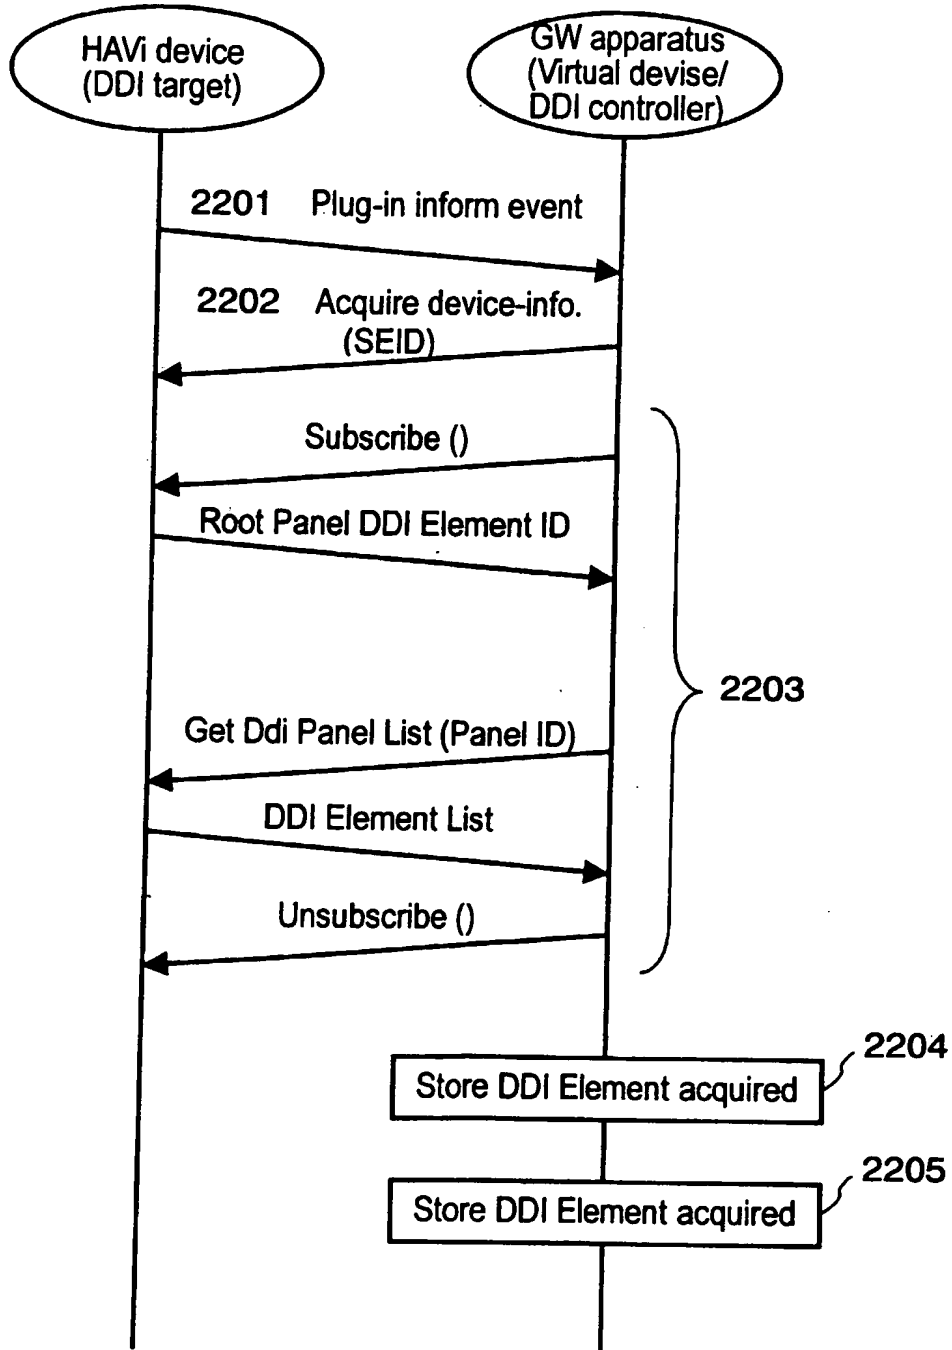 HAVi device
(DDI target)
GW apparatus
(Virtual devise/
DDI controller)
2201 Plug-in inform event
2202 Acquire device-info.
(SEID)
Subscribe ()
Root Panel DDI Element ID
2203
Get Ddi Panel List (Panel ID)
DDI Element List
Unsubscribe ()
2204
Store DDI Element acquired
2205
Store DDI Element acquired